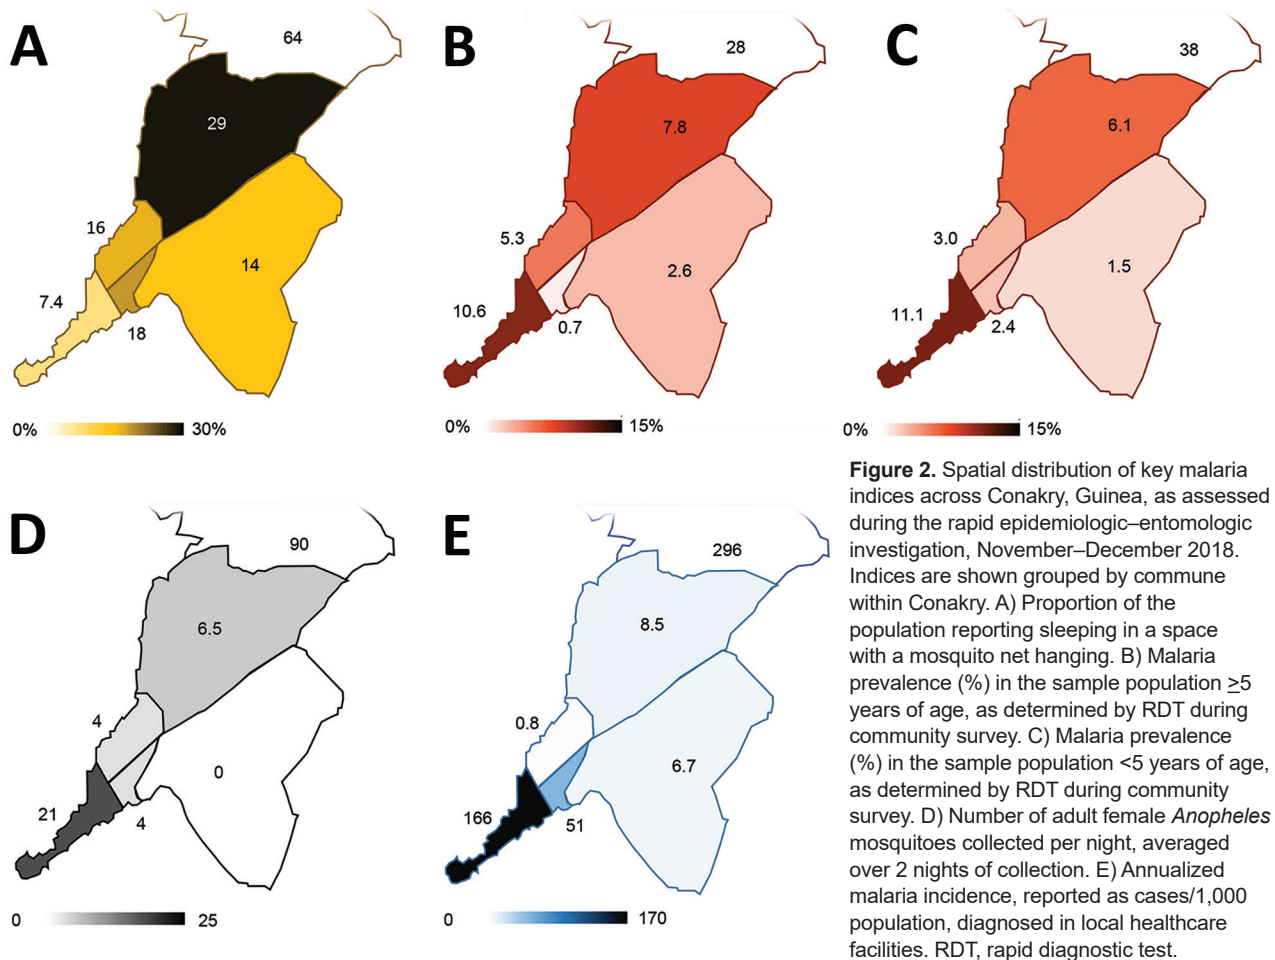 A
64
29
16
14
7.4
18
0%
30%
B
28
7.8
5.3
2.6
10.6
0.7
0%
15%
C
38
6.1
3.0
1.5
11.1
2.4
0%
15%
D
90
6.5
4
0
21
4
0
25
E
296
8.5
0.8
6.7
166
51
0
170
Figure 2. Spatial distribution of key malaria
indices across Conakry, Guinea, as assessed
during the rapid epidemiologic–entomologic
investigation, November–December 2018.
Indices are shown grouped by commune
within Conakry. A) Proportion of the
population reporting sleeping in a space
with a mosquito net hanging. B) Malaria
prevalence (%) in the sample population ≥5
years of age, as determined by RDT during
community survey. C) Malaria prevalence
(%) in the sample population <5 years of age,
as determined by RDT during community
survey. D) Number of adult female Anopheles
mosquitoes collected per night, averaged
over 2 nights of collection. E) Annualized
malaria incidence, reported as cases/1,000
population, diagnosed in local healthcare
facilities. RDT, rapid diagnostic test.